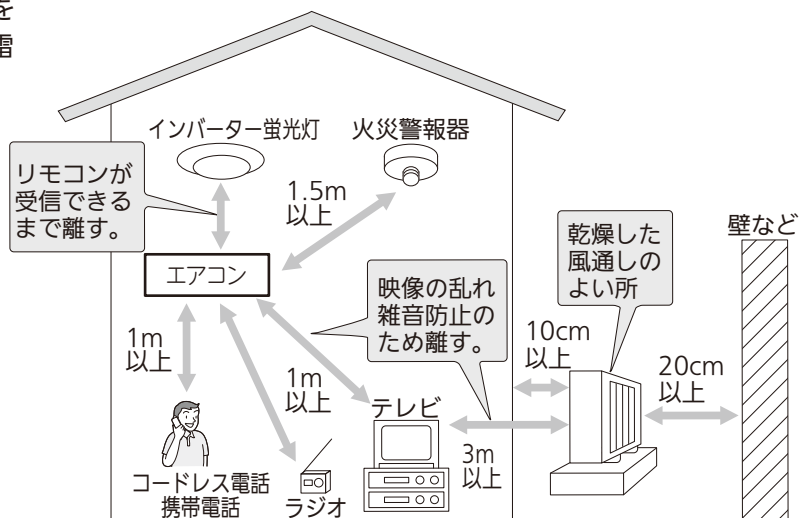 を
雷
インバーター蛍光灯
火災警報器
リモコンが
受信できる
まで離す。
1.5m
以上
エアコン
乾燥した
風通しの
よい所
壁など
映像の乱れ
雑音防止の
ため離す。
1m
以上
10cm
以上
20cm
以上
1m
以上
テレビ
3m
以上
コードレス電話
携帯電話
ラジオ